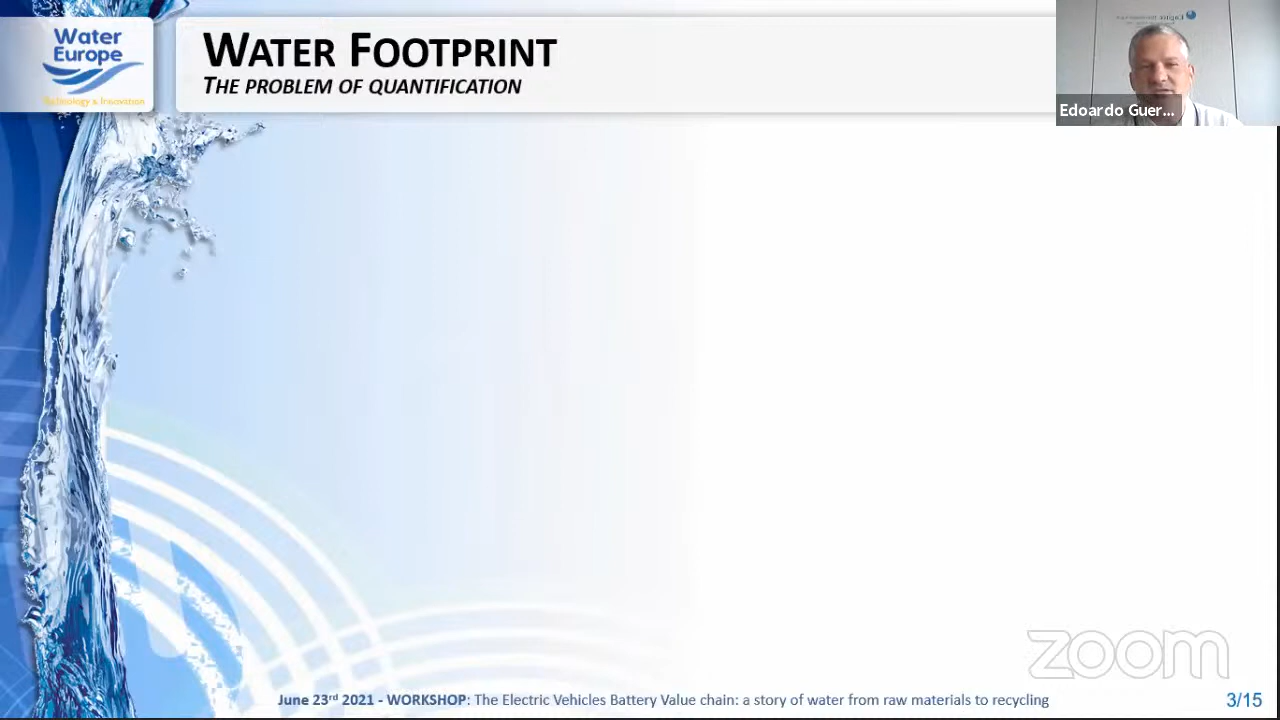 Water
Europe
Technology & Innovation
WATER FOOTPRINT
THE PROBLEM OF QUANTIFICATION
Edoardo Guer...
zoom
June 23rd 2021 - WORKSHOP: The Electric Vehicles Battery Value chain: a story of water from raw materials to recycling
3/15